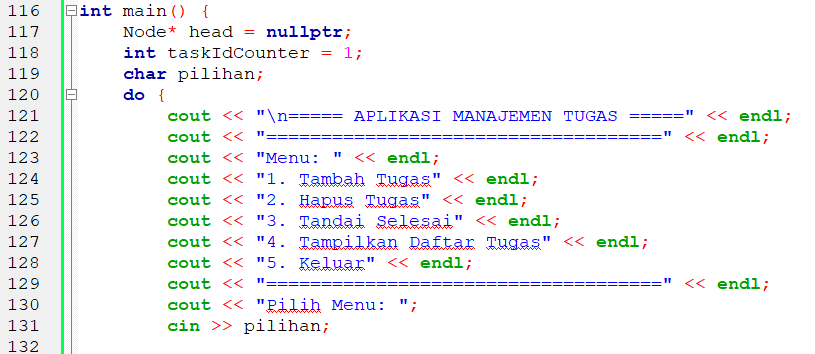 116 int main() {
117 Node* head = nullptr;
118 int taskIdCounter = 1;
119 char pilihan;
120 do {
121 cout << "\n===== APLIKASI MANAJEMEN TUGAS =====" << endl;
122 cout << "====================================" << endl;
123 cout << "Menu: " << endl;
124 cout << "1. Tambah Tugas" << endl;
125 cout << "2. Hapus Tugas" << endl;
126 cout << "3. Tandai Selesai" << endl;
127 cout << "4. Tampilkan Daftar Tugas" << endl;
128 cout << "5. Keluar" << endl;
129 cout << "====================================" << endl;
130 cout << "Pilih Menu: ";
131 cin >> pilihan;
132